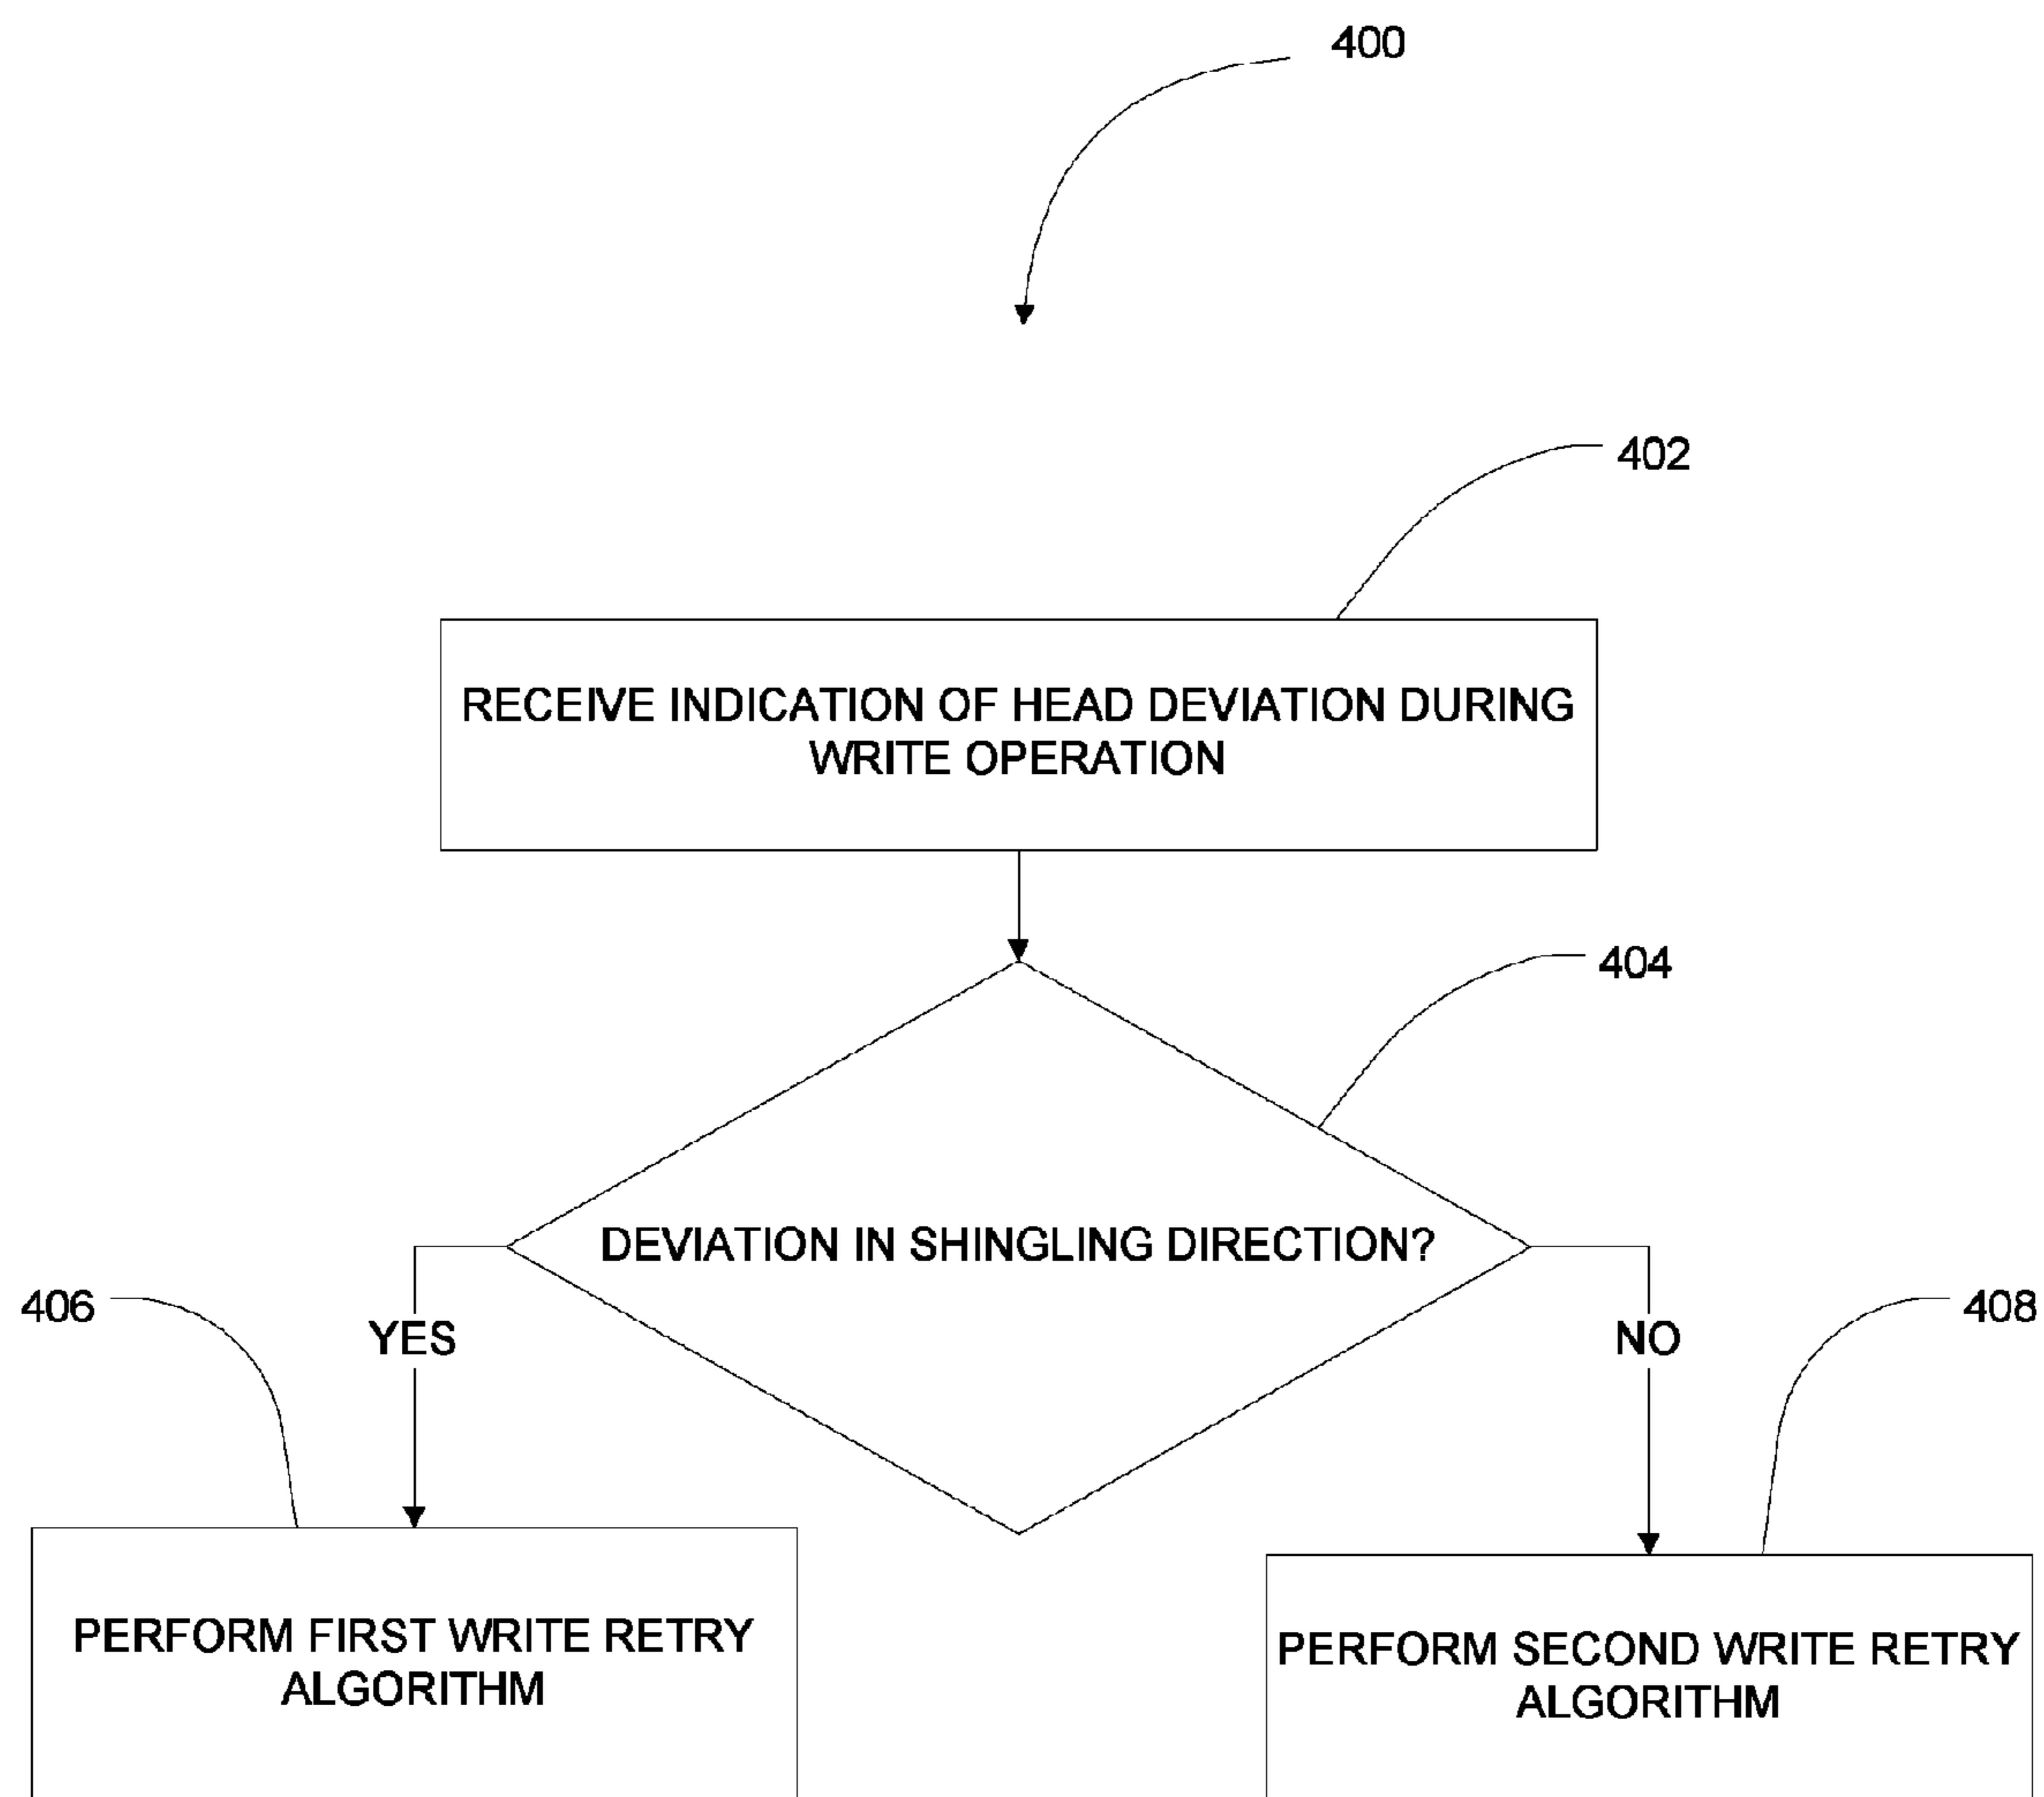 400
402
RECEIVE INDICATION OF HEAD DEVIATION DURING
WRITE OPERATION
404
DEVIATION IN SHINGLING DIRECTION?
406
YES
NO
408
PERFORM FIRST WRITE RETRY
ALGORITHM
PERFORM SECOND WRITE RETRY
ALGORITHM